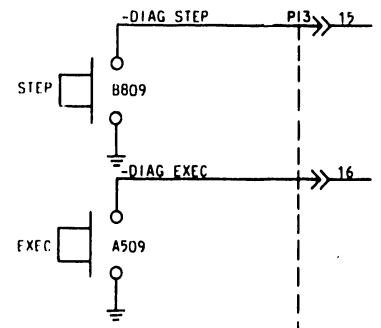 -DIAG STEP P13 15
STEP B809
-DIAG EXEC 16
EXEC A509